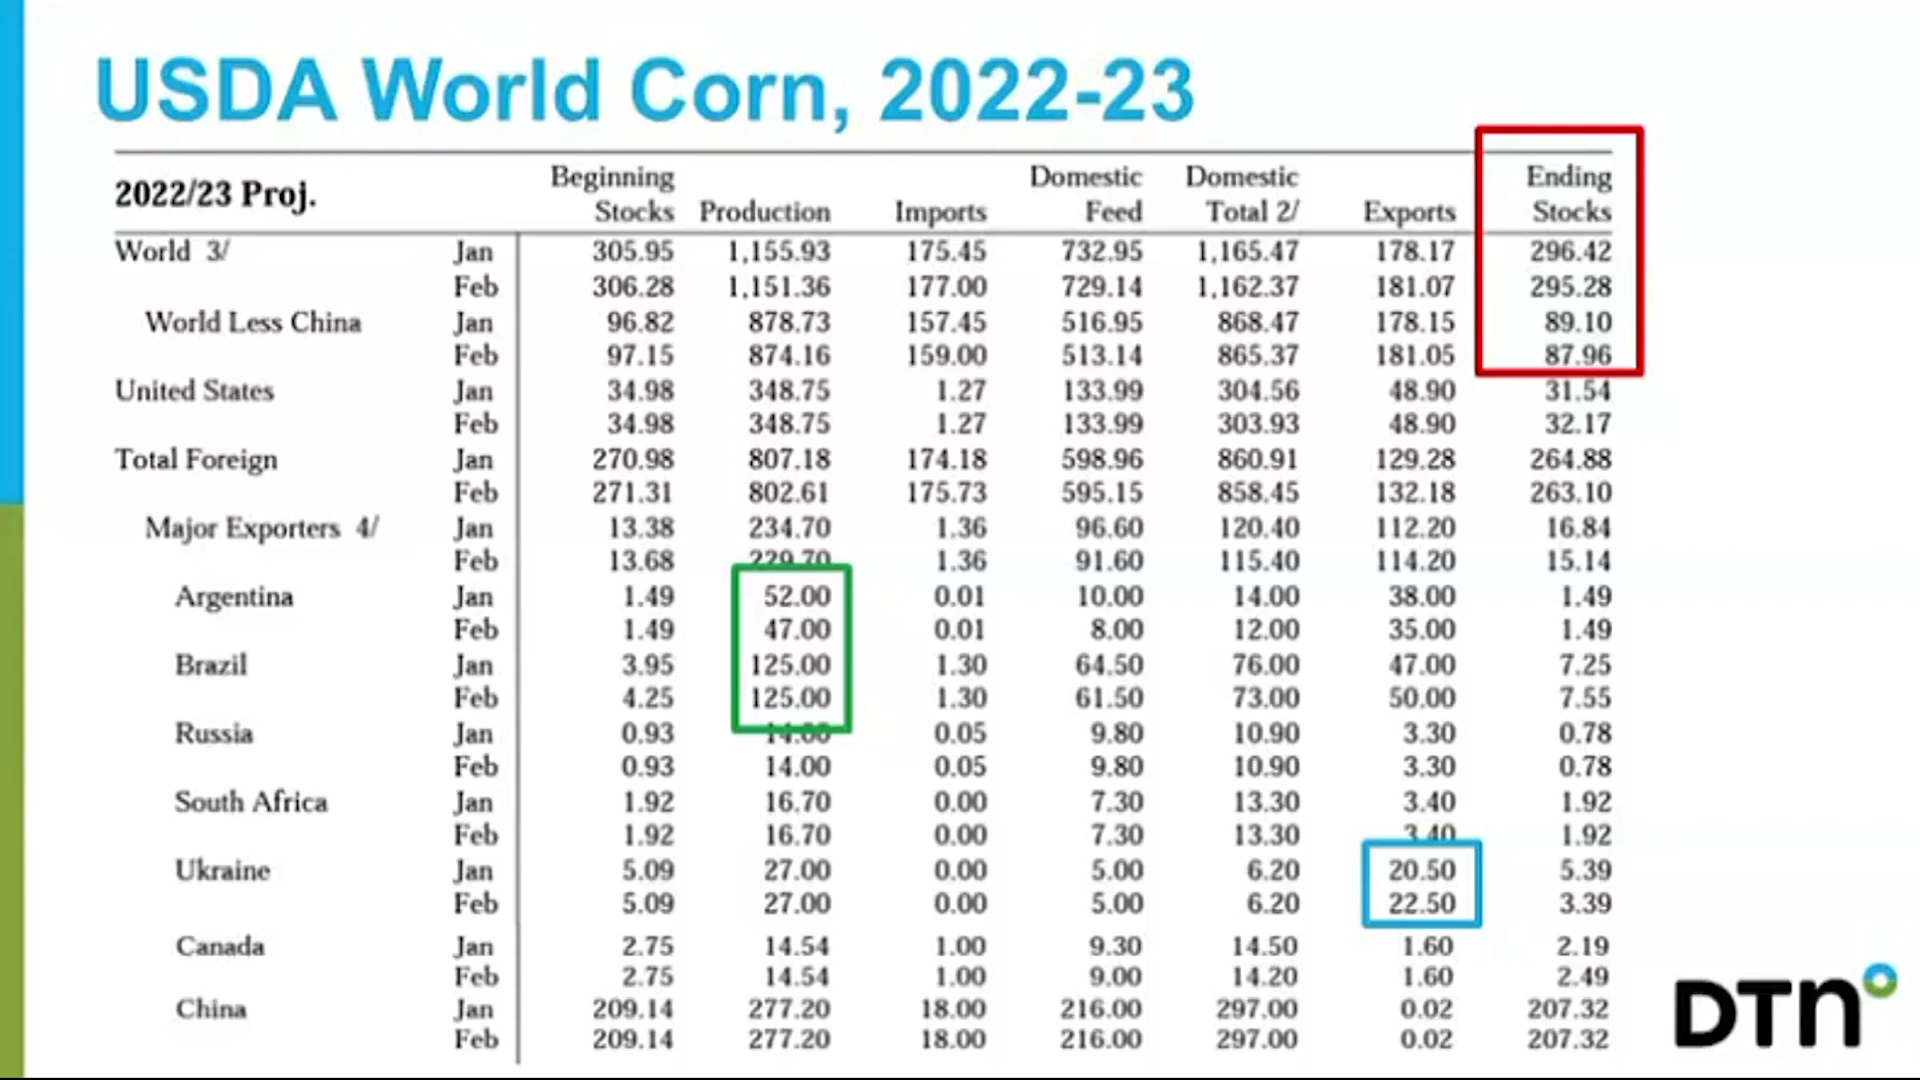 USDA World Corn, 2022-23
2022/23 Proj. Beginning Stocks Production Imports Domestic Feed Domestic Total 2/ Exports Ending Stocks
World 3/ Jan 305.95 1,155.93 175.45 732.95 1,165.47 178.17 296.42
Feb 306.28 1,151.36 177.00 729.14 1,162.37 181.07 295.28
World Less China Jan 96.82 878.73 157.45 516.95 868.47 178.15 89.10
Feb 97.15 874.16 159.00 513.14 865.37 181.05 87.96
United States Jan 34.98 348.75 1.27 133.99 304.56 48.90 31.54
Feb 34.98 348.75 1.27 133.99 303.93 48.90 32.17
Total Foreign Jan 270.98 807.18 174.18 598.96 860.91 129.28 264.88
Feb 271.31 802.61 175.73 595.15 858.45 132.18 263.10
Major Exporters 4/ Jan 13.38 234.70 1.36 96.60 120.40 112.20 16.84
Feb 13.68 229.70 1.36 91.60 115.40 114.20 15.14
Argentina Jan 1.49 52.00 0.01 10.00 14.00 38.00 1.49
Feb 1.49 47.00 0.01 8.00 12.00 35.00 1.49
Brazil Jan 3.95 125.00 1.30 64.50 76.00 47.00 7.25
Feb 4.25 125.00 1.30 61.50 73.00 50.00 7.55
Russia Jan 0.93 14.00 0.05 9.80 10.90 3.30 0.78
Feb 0.93 14.00 0.05 9.80 10.90 3.30 0.78
South Africa Jan 1.92 16.70 0.00 7.30 13.30 3.40 1.92
Feb 1.92 16.70 0.00 7.30 13.30 3.40 1.92
Ukraine Jan 5.09 27.00 0.00 5.00 6.20 20.50 5.39
Feb 5.09 27.00 0.00 5.00 6.20 22.50 3.39
Canada Jan 2.75 14.54 1.00 9.30 14.50 1.60 2.19
Feb 2.75 14.54 1.00 9.00 14.20 1.60 2.49
China Jan 209.14 277.20 18.00 216.00 297.00 0.02 207.32
Feb 209.14 277.20 18.00 216.00 297.00 0.02 207.32
DTN